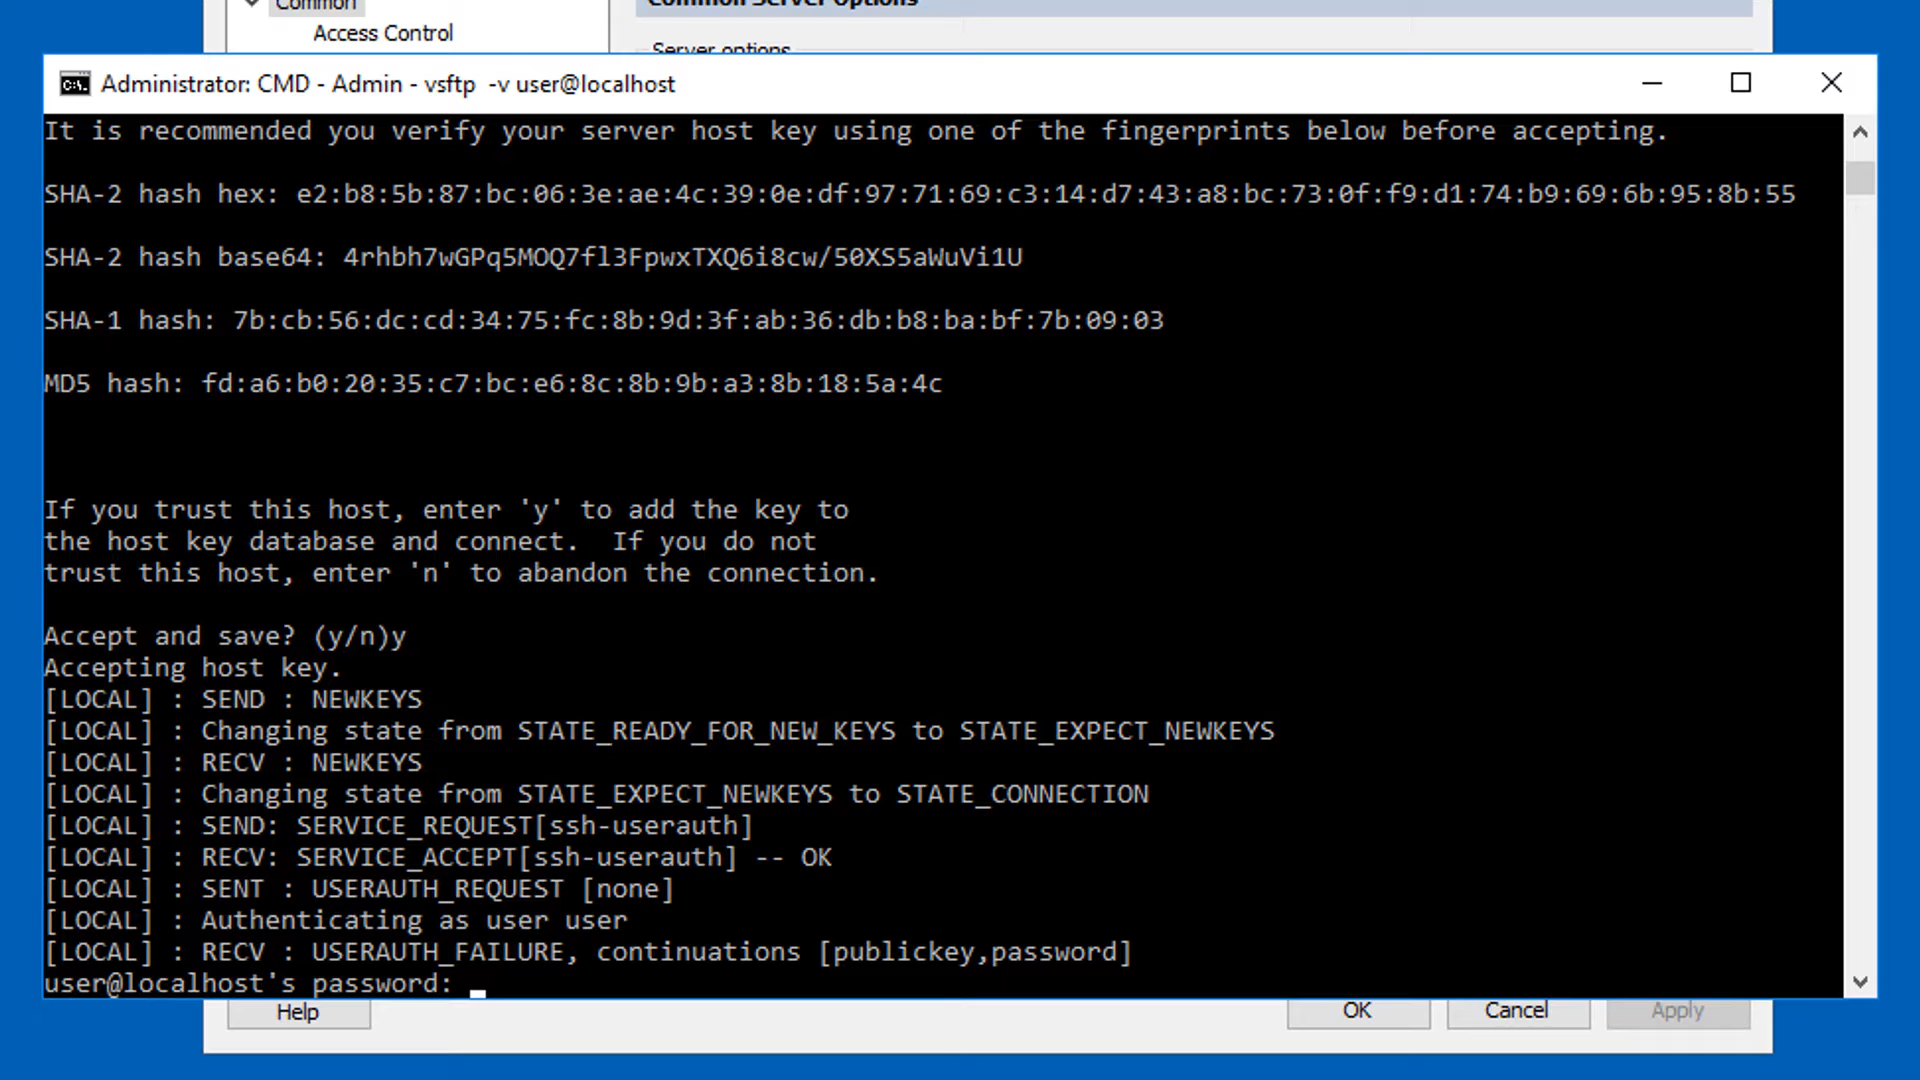 Common
Common Server Options
Access Control
Server options
Administrator: CMD - Admin - vsftp  -v user@localhost
It is recommended you verify your server host key using one of the fingerprints below before accepting.
SHA-2 hash hex: e2:b8:5b:87:bc:06:3e:ae:4c:39:0e:df:97:71:69:c3:14:d7:43:a8:bc:73:0f:f9:d1:74:b9:69:6b:95:8b:55
SHA-2 hash base64: 4rhbh7wGPq5MOQ7fl3FpwxTXQ6i8cw/50XS5aWuVi1U
SHA-1 hash: 7b:cb:56:dc:cd:34:75:fc:8b:9d:3f:ab:36:db:b8:ba:bf:7b:09:03
MD5 hash: fd:a6:b0:20:35:c7:bc:e6:8c:8b:9b:a3:8b:18:5a:4c
If you trust this host, enter 'y' to add the key to
the host key database and connect.  If you do not
trust this host, enter 'n' to abandon the connection.
Accept and save? (y/n)y
Accepting host key.
[LOCAL] : SEND : NEWKEYS
[LOCAL] : Changing state from STATE_READY_FOR_NEW_KEYS to STATE_EXPECT_NEWKEYS
[LOCAL] : RECV : NEWKEYS
[LOCAL] : Changing state from STATE_EXPECT_NEWKEYS to STATE_CONNECTION
[LOCAL] : SEND: SERVICE_REQUEST[ssh-userauth]
[LOCAL] : RECV: SERVICE_ACCEPT[ssh-userauth] -- OK
[LOCAL] : SENT : USERAUTH_REQUEST [none]
[LOCAL] : Authenticating as user user
[LOCAL] : RECV : USERAUTH_FAILURE, continuations [publickey,password]
user@localhost's password:
Help
OK
Cancel
Apply